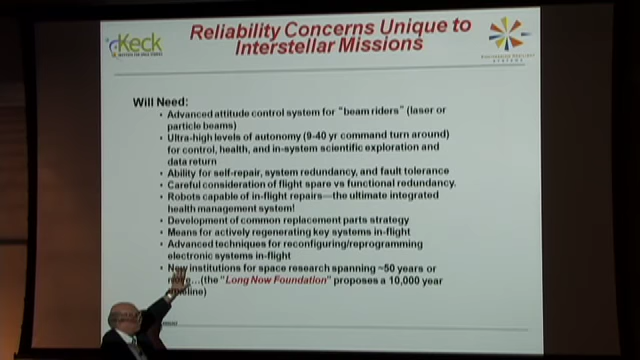 Keck
Reliability Concerns Unique to
Interstellar Missions
Will Need:
• Advanced attitude control system for "beam riders" (laser or
particle beams)
• Ultra-high levels of autonomy (9-40 yr command turn around)
for control, health, and in-system scientific exploration and
data return
• Ability for self-repair, system redundancy, and fault tolerance
• Careful consideration of flight spare vs functional redundancy.
• Robots capable of in-flight repairs—the ultimate integrated
health management system!
• Development of common replacement parts strategy
• Means for actively regenerating key systems in-flight
• Advanced techniques for reconfiguring/reprogramming
electronic systems in-flight
• New institutions for space research spanning ~50 years or
more...(the "Long Now Foundation" proposes a 10,000 year
timeline)